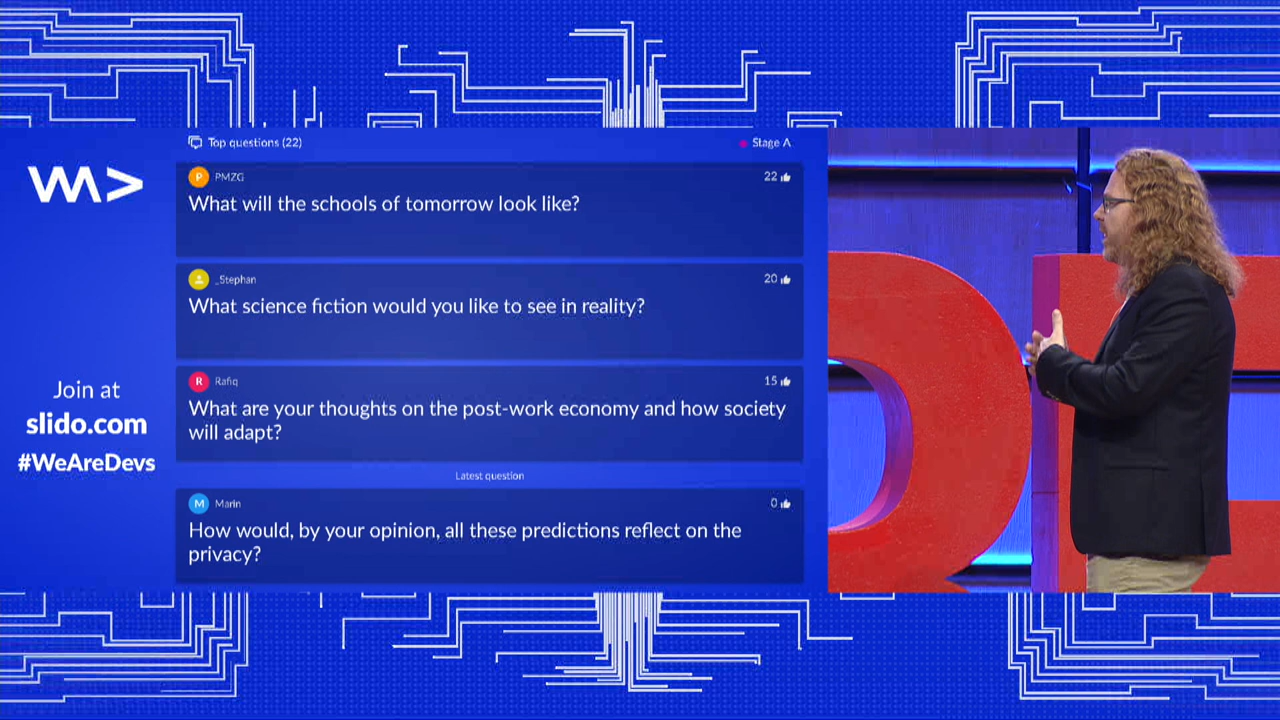 Top questions (22)
Stage A
P PMZG
22
What will the schools of tomorrow look like?
_Stephan
20
What science fiction would you like to see in reality?
R Rafiq
15
What are your thoughts on the post-work economy and how society
will adapt?
Latest question
M Marin
0
How would, by your opinion, all these predictions reflect on the
privacy?
WA>
Join at
slido.com
#WeAreDevs
DE